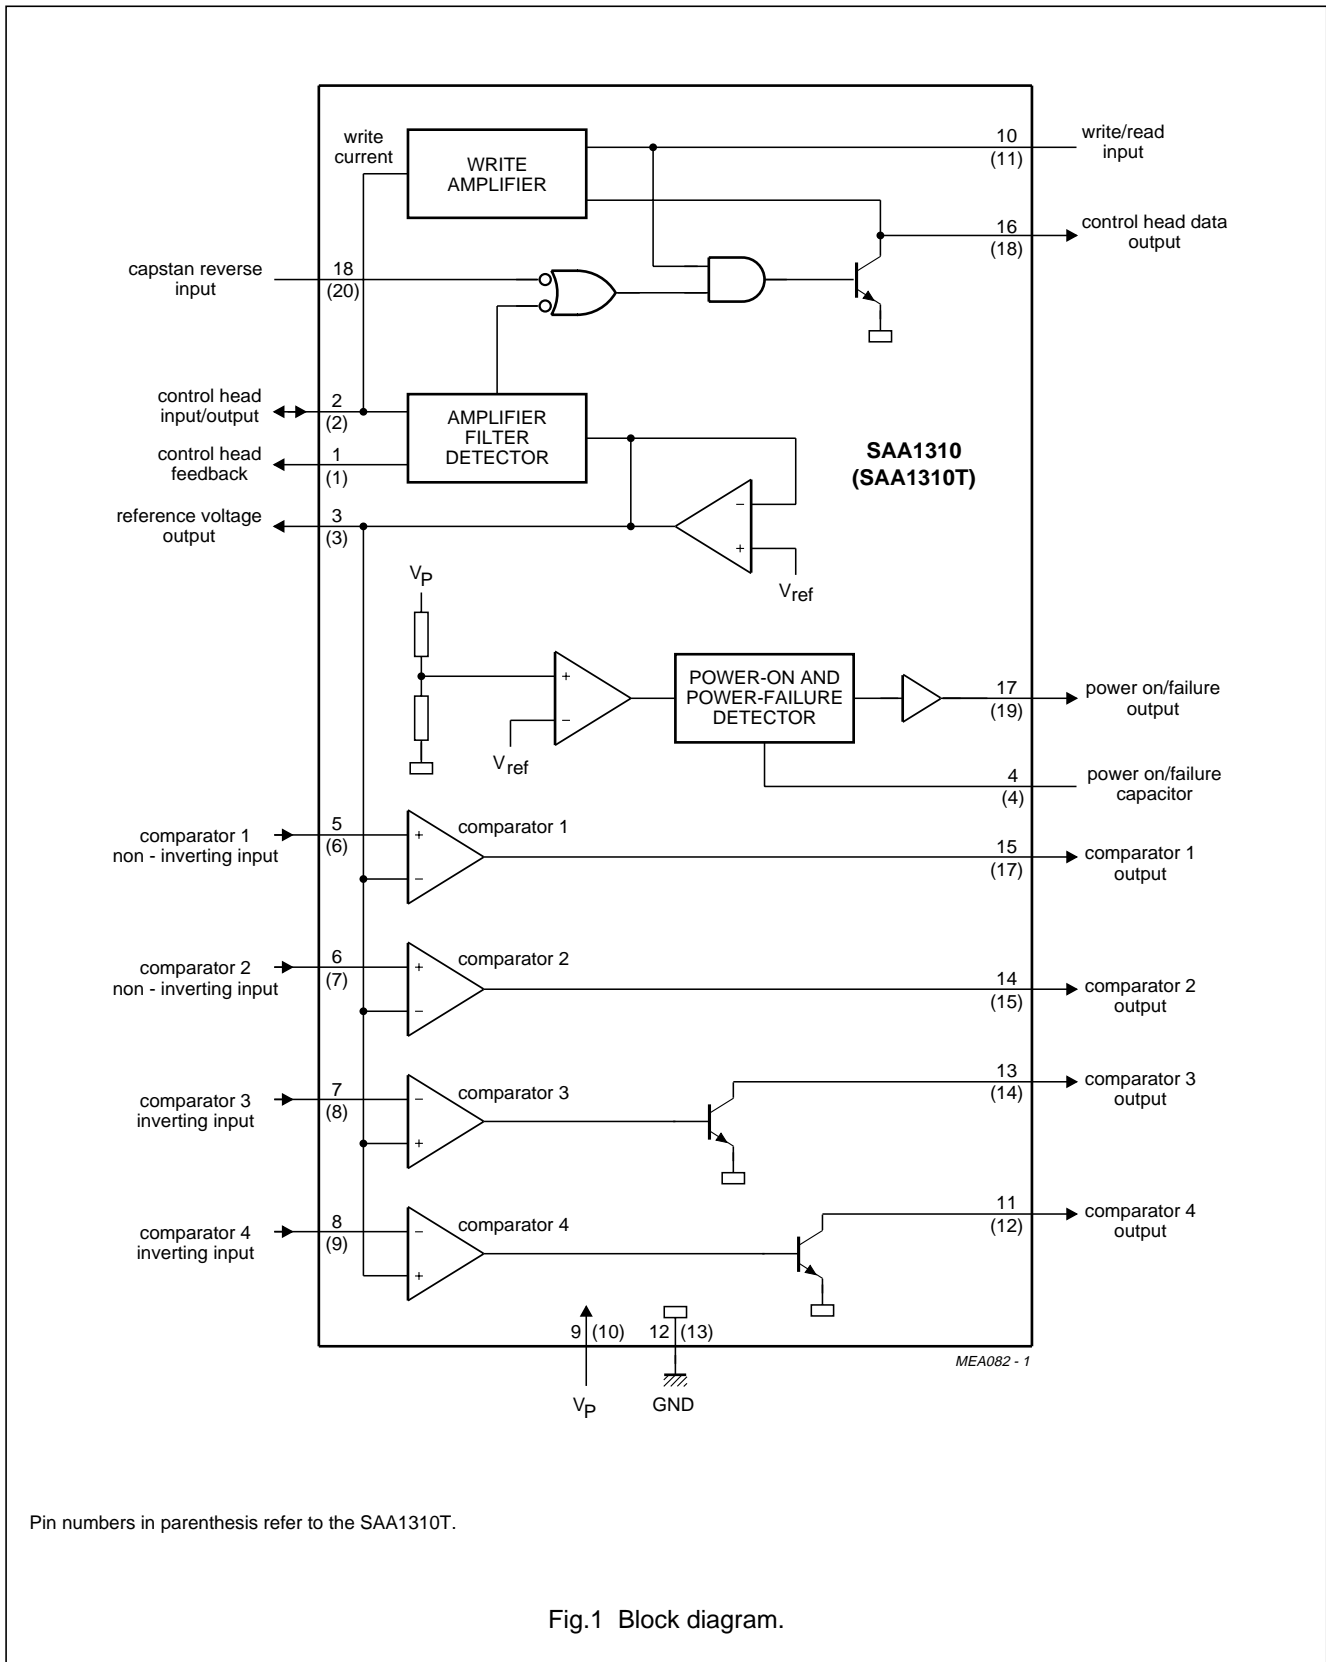 write
current
WRITE
AMPLIFIER
10
(11)
write/read
input
16
(18)
control head data
output
capstan reverse
input
18
(20)
control head
input/output
2
(2)
AMPLIFIER
FILTER
DETECTOR
control head
feedback
1
(1)
SAA1310
(SAA1310T)
reference voltage
output
3
(3)
−
+
Vref
VP
+
−
Vref
POWER-ON AND
POWER-FAILURE
DETECTOR
17
(19)
power on/failure
output
4
(4)
power on/failure
capacitor
comparator 1
non - inverting input
5
(6)
+
−
comparator 1
15
(17)
comparator 1
output
comparator 2
non - inverting input
6
(7)
+
−
comparator 2
14
(15)
comparator 2
output
comparator 3
inverting input
7
(8)
−
+
comparator 3
13
(14)
comparator 3
output
comparator 4
inverting input
8
(9)
−
+
comparator 4
11
(12)
comparator 4
output
9 (10)
12 (13)
VP
GND
MEA082 - 1
Pin numbers in parenthesis refer to the SAA1310T.
Fig.1 Block diagram.